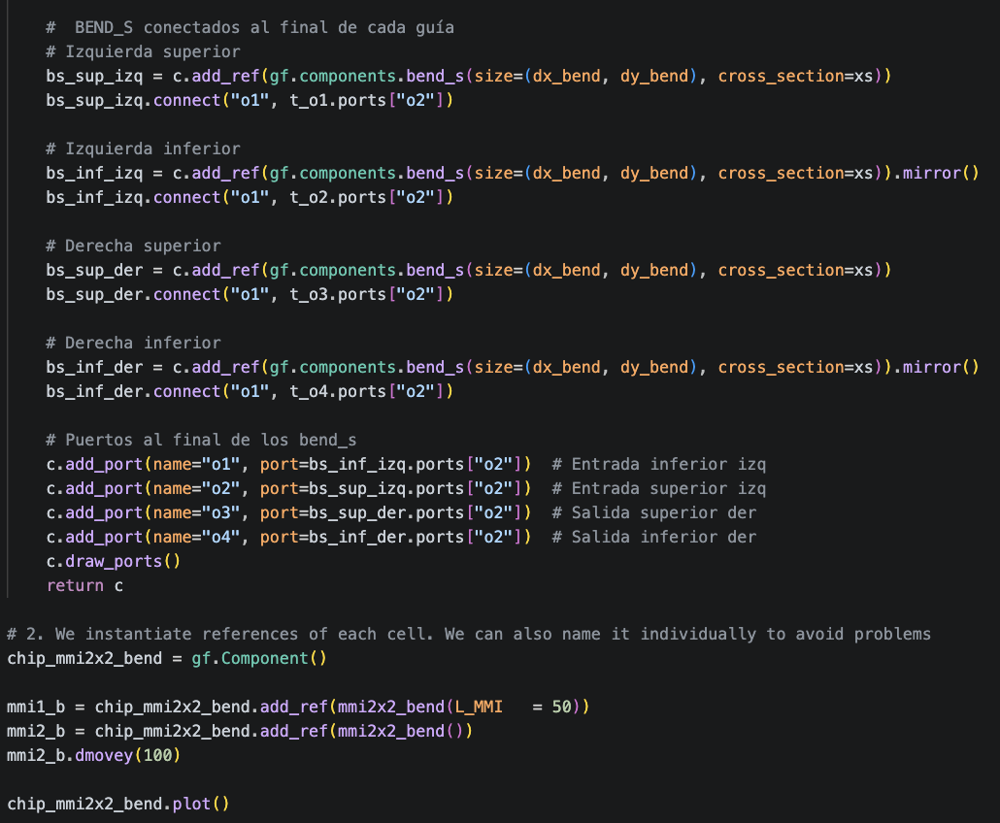 #  BEND_S conectados al final de cada guía
# Izquierda superior
bs_sup_izq = c.add_ref(gf.components.bend_s(size=(dx_bend, dy_bend), cross_section=xs))
bs_sup_izq.connect("o1", t_o1.ports["o2"])
# Izquierda inferior
bs_inf_izq = c.add_ref(gf.components.bend_s(size=(dx_bend, dy_bend), cross_section=xs)).mirror()
bs_inf_izq.connect("o1", t_o2.ports["o2"])
# Derecha superior
bs_sup_der = c.add_ref(gf.components.bend_s(size=(dx_bend, dy_bend), cross_section=xs))
bs_sup_der.connect("o1", t_o3.ports["o2"])
# Derecha inferior
bs_inf_der = c.add_ref(gf.components.bend_s(size=(dx_bend, dy_bend), cross_section=xs)).mirror()
bs_inf_der.connect("o1", t_o4.ports["o2"])
# Puertos al final de los bend_s
c.add_port(name="o1", port=bs_inf_izq.ports["o2"])  # Entrada inferior izq
c.add_port(name="o2", port=bs_sup_izq.ports["o2"])  # Entrada superior izq
c.add_port(name="o3", port=bs_sup_der.ports["o2"])  # Salida superior der
c.add_port(name="o4", port=bs_inf_der.ports["o2"])  # Salida inferior der
c.draw_ports()
return c
# 2. We instantiate references of each cell. We can also name it individually to avoid problems
chip_mmi2x2_bend = gf.Component()
mmi1_b = chip_mmi2x2_bend.add_ref(mmi2x2_bend(L_MMI   = 50))
mmi2_b = chip_mmi2x2_bend.add_ref(mmi2x2_bend())
mmi2_b.dmovey(100)
chip_mmi2x2_bend.plot()